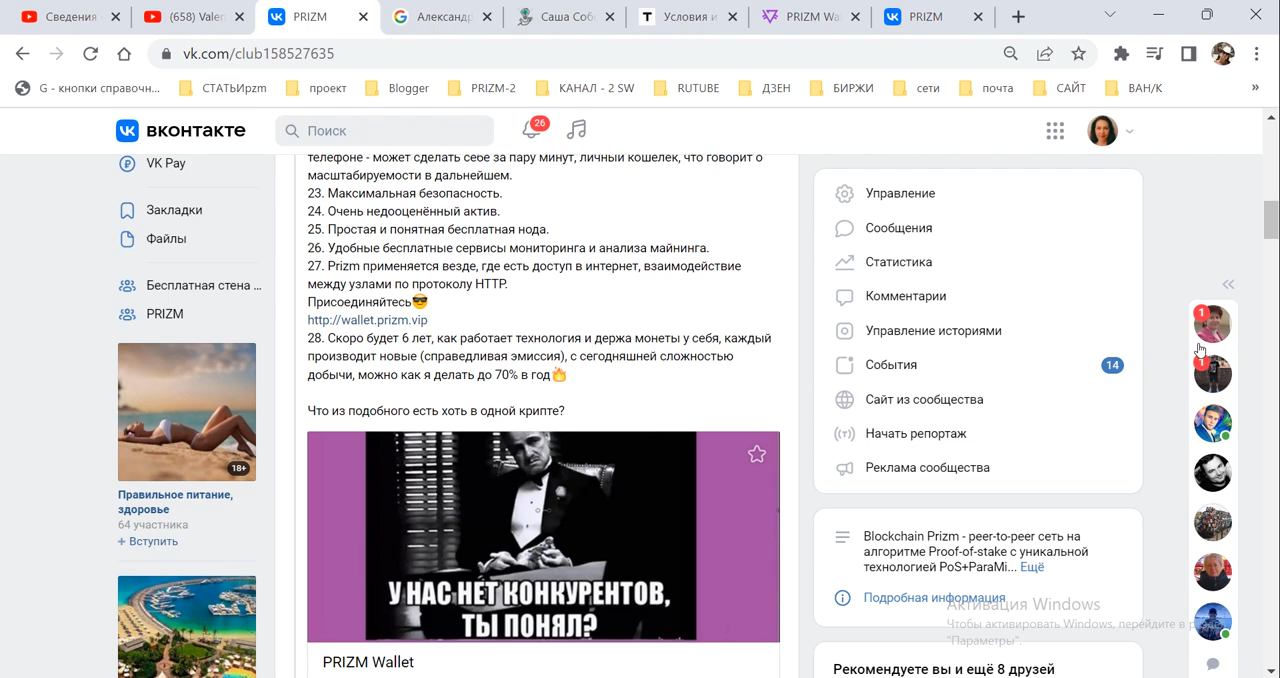 Сведения
(658) Valer
PRIZM
Александ
Саша Соб
Условия и
PRIZM Wa
PRIZM
vk.com/club158527635
G - кнопки справочн...
СТАТЬИpzm
проект
Blogger
PRIZM-2
КАНАЛ - 2 SW
RUTUBE
ДЗЕН
БИРЖИ
сети
почта
САЙТ
ВАН/К
»
вконтакте
Поиск
26
VK Pay
Закладки
Файлы
Бесплатная стена ...
PRIZM
18+
Правильное питание,
здоровье
64 участника
+ Вступить
телефоне - может сделать себе за пару минут, личный кошелек, что говорит о
масштабируемости в дальнейшем.
23. Максимальная безопасность.
24. Очень недооценённый актив.
25. Простая и понятная бесплатная нода.
26. Удобные бесплатные сервисы мониторинга и анализа майнинга.
27. Prizm применяется везде, где есть доступ в интернет, взаимодействие
между узлами по протоколу HTTP.
Присоединяйтесь😎
http://wallet.prizm.vip
28. Скоро будет 6 лет, как работает технология и держа монеты у себя, каждый
производит новые (справедливая эмиссия), с сегодняшней сложностью
добычи, можно как я делать до 70% в год🔥
Что из подобного есть хоть в одной крипте?
У НАС НЕТ КОНКУРЕНТОВ,
ТЫ ПОНЯЛ?
PRIZM Wallet
Управление
Сообщения
Статистика
Комментарии
Управление историями
События
14
Сайт из сообщества
Начать репортаж
Реклама сообщества
Blockchain Prizm - peer-to-peer сеть на
алгоритме Proof-of-stake с уникальной
технологией PoS+ParaMi... Ещё
Подробная информация
Рекомендуете вы и ещё 8 друзей
Активация Windows
Чтобы активировать Windows, перейдите в р
"Параметры".
1
1